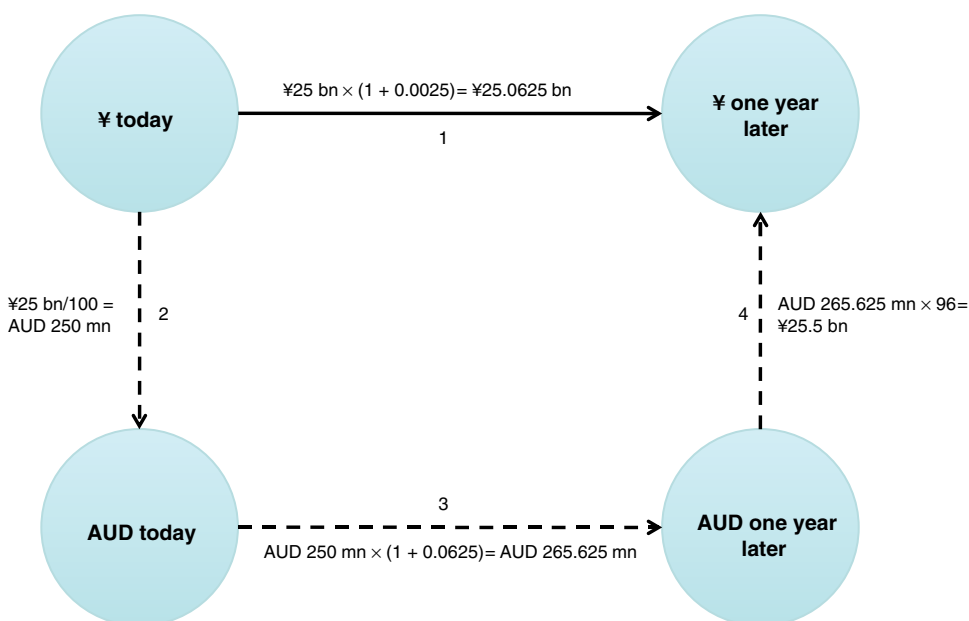 ¥25 bn × (1 + 0.0025)= ¥25.0625 bn
¥ today
1
¥ one year
later
¥25 bn/100 =
AUD 250 mn
2
4
AUD 265.625 mn × 96=
¥25.5 bn
3
AUD today
AUD 250 mn × (1 + 0.0625)= AUD 265.625 mn
AUD one year
later